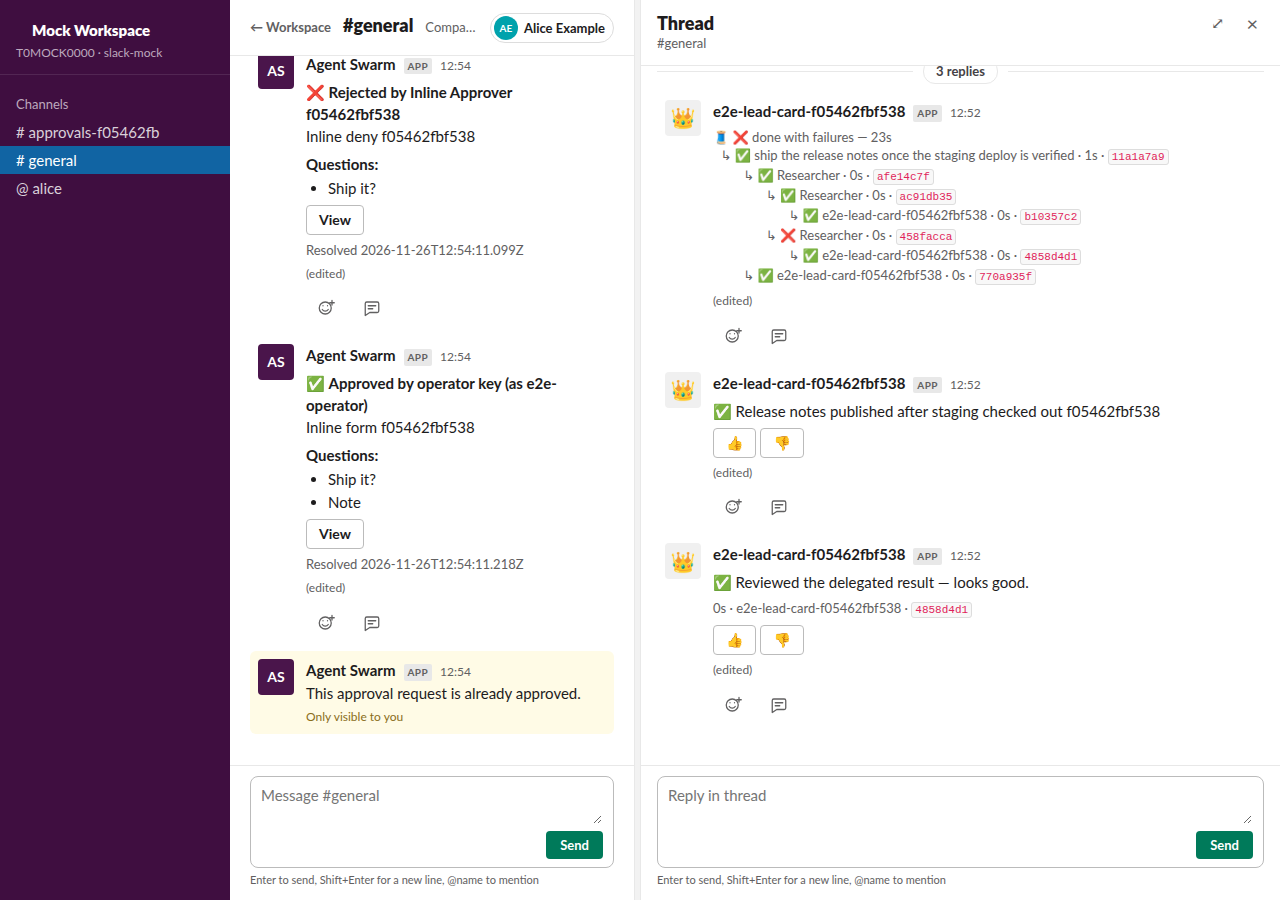 Mock Workspace
T0MOCK0000 · slack-mock
Channels
# approvals-f05462fb
# general
@ alice
← Workspace #general Compa... AE Alice Example
AS Agent Swarm APP 12:54
❌ Rejected by Inline Approver
f05462fbf538
Inline deny f05462fbf538
Questions:
• Ship it?
View
Resolved 2026-11-26T12:54:11.099Z
(edited)
AS Agent Swarm APP 12:54
✅ Approved by operator key (as e2e-
operator)
Inline form f05462fbf538
Questions:
• Ship it?
• Note
View
Resolved 2026-11-26T12:54:11.218Z
(edited)
AS Agent Swarm APP 12:54
This approval request is already approved.
Only visible to you
Message #general
Send
Enter to send, Shift+Enter for a new line, @name to mention
Thread
#general
3 replies
e2e-lead-card-f05462fbf538 APP 12:52
🧵 ❌ done with failures — 23s
↳ ✅ ship the release notes once the staging deploy is verified · 1s · 11a1a7a9
↳ ✅ Researcher · 0s · afe14c7f
↳ ✅ Researcher · 0s · ac91db35
↳ ✅ e2e-lead-card-f05462fbf538 · 0s · b10357c2
↳ ❌ Researcher · 0s · 458facca
↳ ✅ e2e-lead-card-f05462fbf538 · 0s · 4858d4d1
↳ ✅ e2e-lead-card-f05462fbf538 · 0s · 770a935f
(edited)
e2e-lead-card-f05462fbf538 APP 12:52
✅ Release notes published after staging checked out f05462fbf538
👍 👎
(edited)
e2e-lead-card-f05462fbf538 APP 12:52
✅ Reviewed the delegated result — looks good.
0s · e2e-lead-card-f05462fbf538 · 4858d4d1
👍 👎
(edited)
Reply in thread
Send
Enter to send, Shift+Enter for a new line, @name to mention